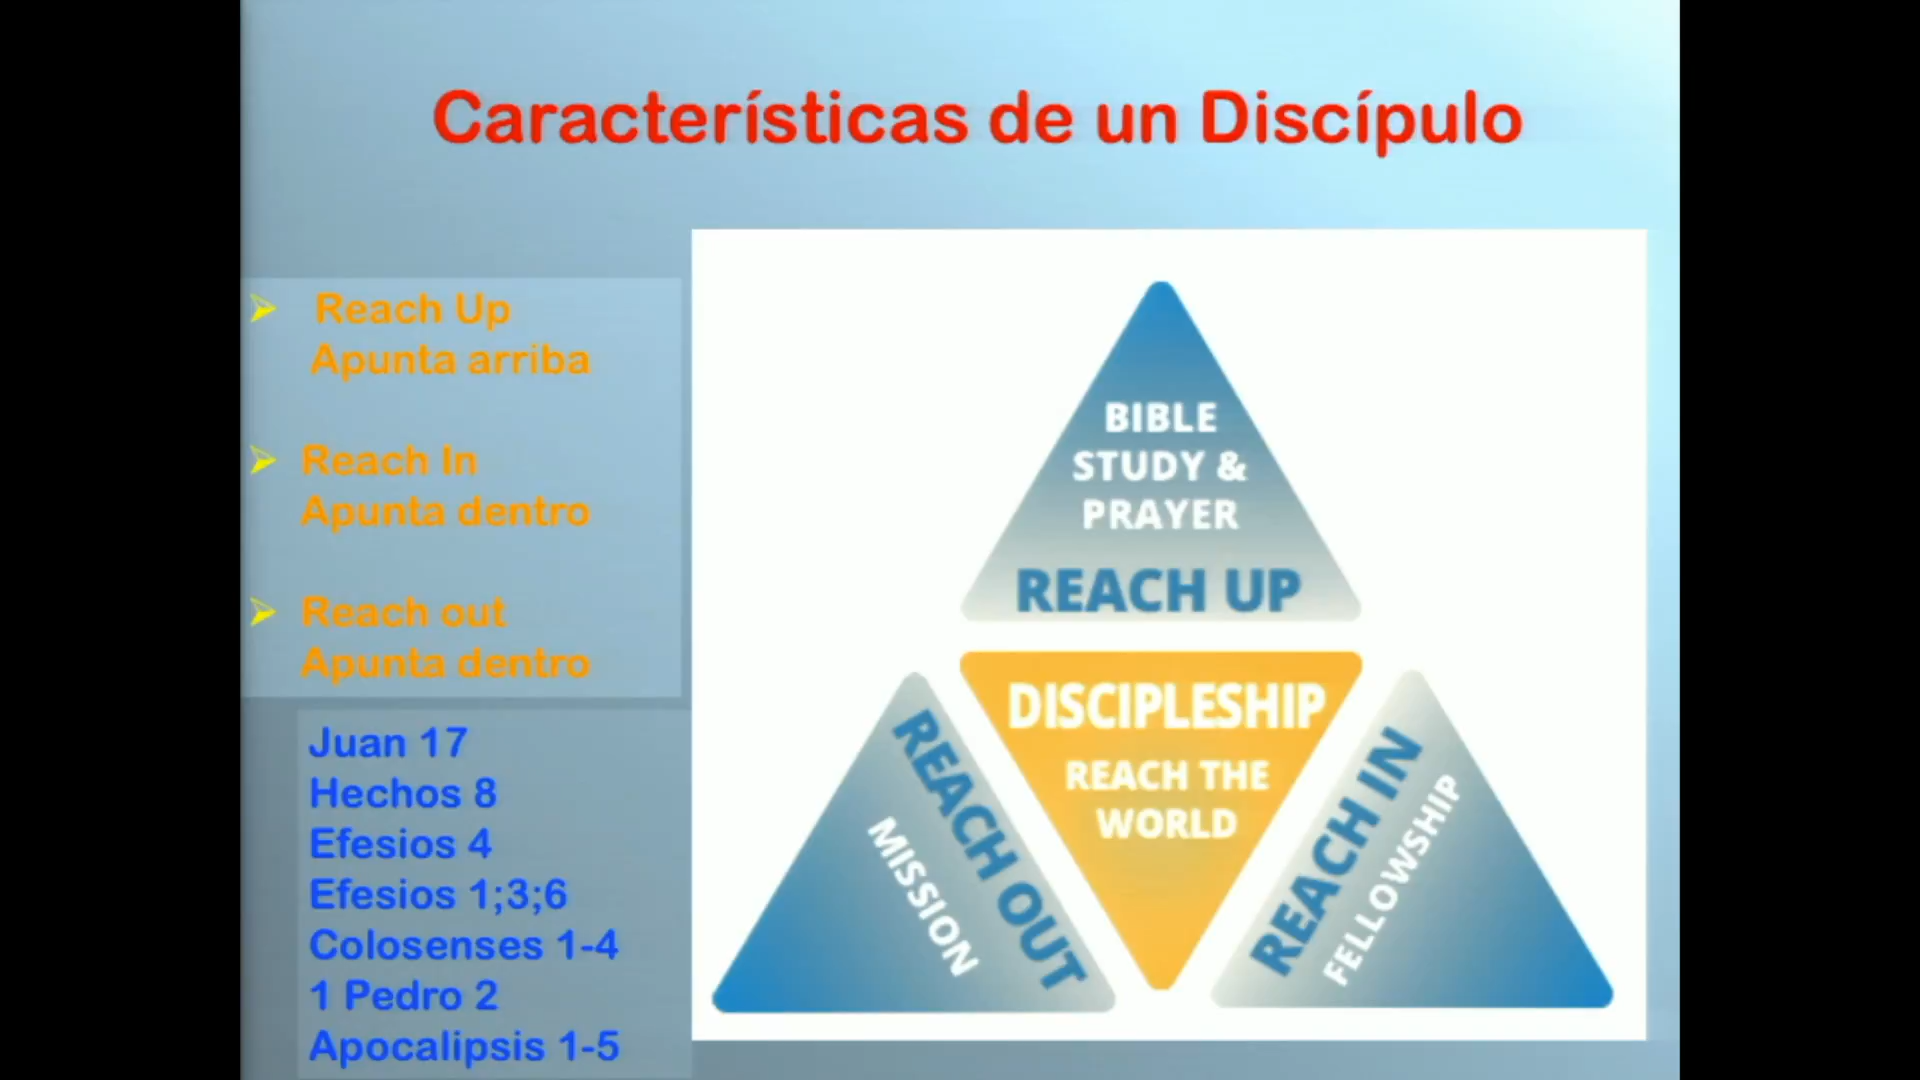 Características de un Discípulo
Reach Up
Apunta arriba
Reach In
Apunta dentro
Reach out
Apunta dentro
Juan 17
Hechos 8
Efesios 4
Efesios 1;3;6
Colosenses 1-4
1 Pedro 2
Apocalipsis 1-5
BIBLE
STUDY &
PRAYER
REACH UP
DISCIPLESHIP
REACH THE
WORLD
REACH OUT
MISSION
REACH IN
FELLOWSHIP